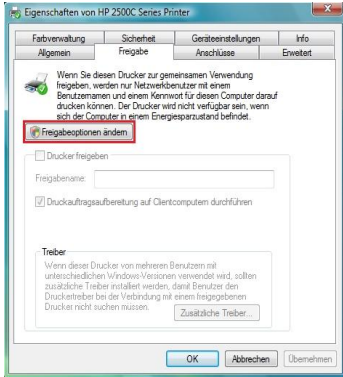 Eigenschaften von HP 2500C Series Printer
Farbverwaltung Sicherheit Geräteeinstellungen Info
Allgemein Freigabe Anschlüsse Erweitert
Wenn Sie diesen Drucker zur gemeinsamen Verwendung
freigeben, werden nur Netzwerkbenutzer mit einem
Benutzernamen und einem Kennwort für diesen Computer darauf
drucken können. Der Drucker wird nicht verfügbar sein, wenn
sich der Computer in einem Energiesparzustand befindet.
Freigabeoptionen ändern
Drucker freigeben
Freigabename:
Druckauftragsaufbereitung auf Clientcomputern durchführen
Treiber
Wenn dieser Drucker von mehreren Benutzern mit
unterschiedlichen Windows-Versionen verwendet wird, sollten
zusätzliche Treiber installiert werden, damit Benutzer den
Druckertreiber bei der Verbindung mit einem freigegebenen
Drucker nicht suchen müssen.
Zusätzliche Treiber...
OK Abbrechen Übernehmen